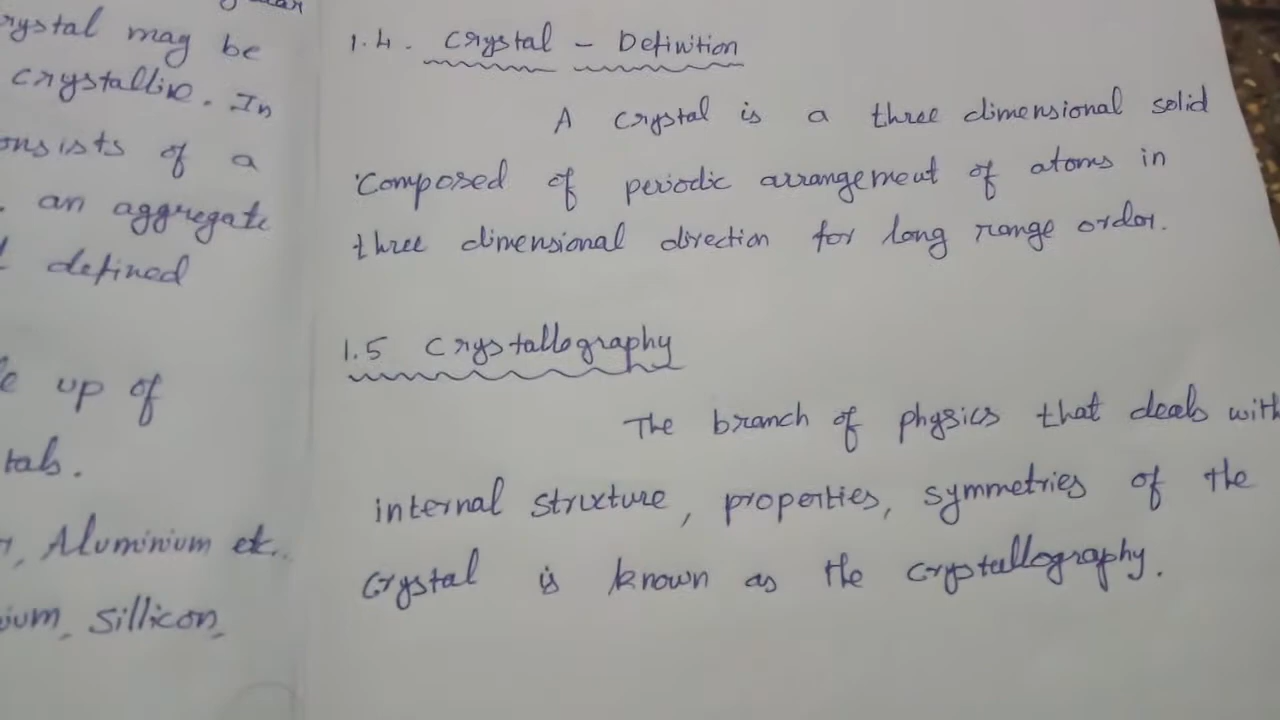 rystal may be
crystalline. In
onsists of a
an aggregate
defined
up of
tals.
, Aluminium etc..
ium, Sillicon,
1.4. Crystal - Definition
A crystal is a three dimensional solid
composed of periodic arrangement of atoms in
three dimensional direction for long range order.
1.5 Crystallography
The branch of physics that deals with
internal structure, properties, symmetries of the
crystal is known as the crystallography.